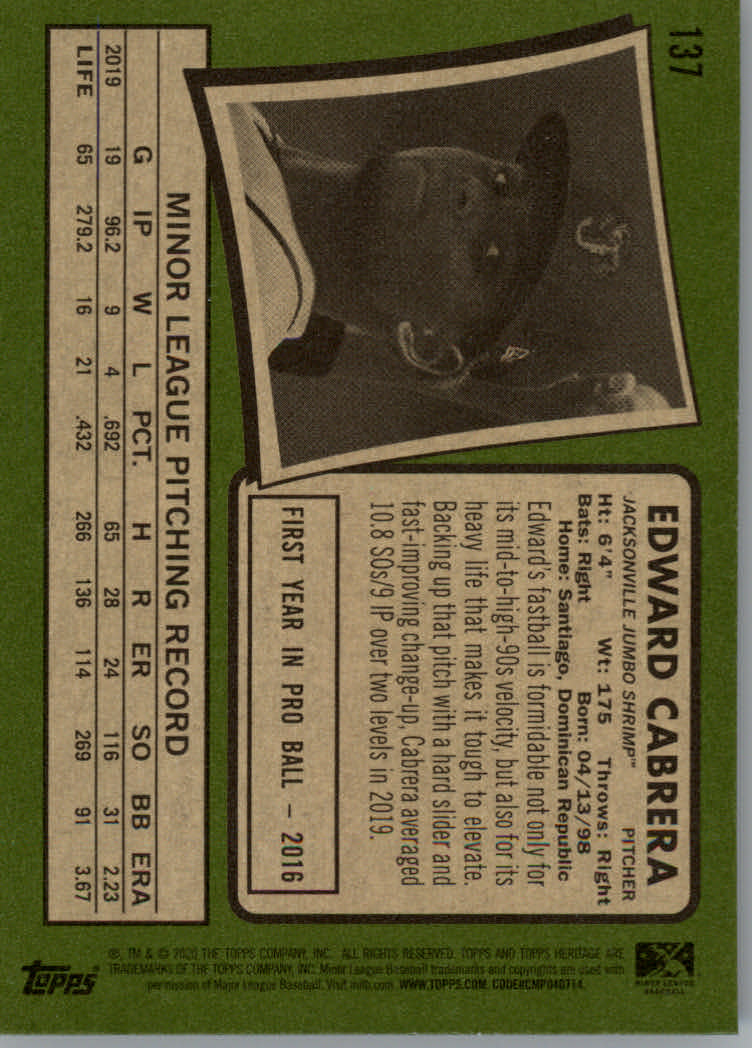 137
EDWARD CABRERA
JACKSONVILLE JUMBO SHRIMP™ PITCHER
Ht: 6'4" Wt: 175 Throws: Right
Bats: Right Born: 04/13/98
Home: Santiago, Dominican Republic
Edward's fastball is formidable not only for
its mid-to-high-90s velocity, but also for its
heavy life that makes it tough to elevate.
Backing up that pitch with a hard slider and
fast-improving change-up, Cabrera averaged
10.8 SOs/9 IP over two levels in 2019.
FIRST YEAR IN PRO BALL – 2016
MINOR LEAGUE PITCHING RECORD
G IP W L PCT. H R ER SO BB ERA
2019 19 96.2 9 4 .692 65 28 24 116 31 2.23
LIFE 65 279.2 16 21 .432 266 136 114 269 91 3.67
®, TM & © 2020 THE TOPPS COMPANY, INC. ALL RIGHTS RESERVED. TOPPS AND TOPPS HERITAGE ARE
TRADEMARKS OF THE TOPPS COMPANY, INC. Minor League Baseball trademarks and copyrights are used with
permission of Major League Baseball. Visit milb.com. WWW.TOPPS.COM. CODE#CMP040714.
MINOR LEAGUE
BASEBALL
Topps